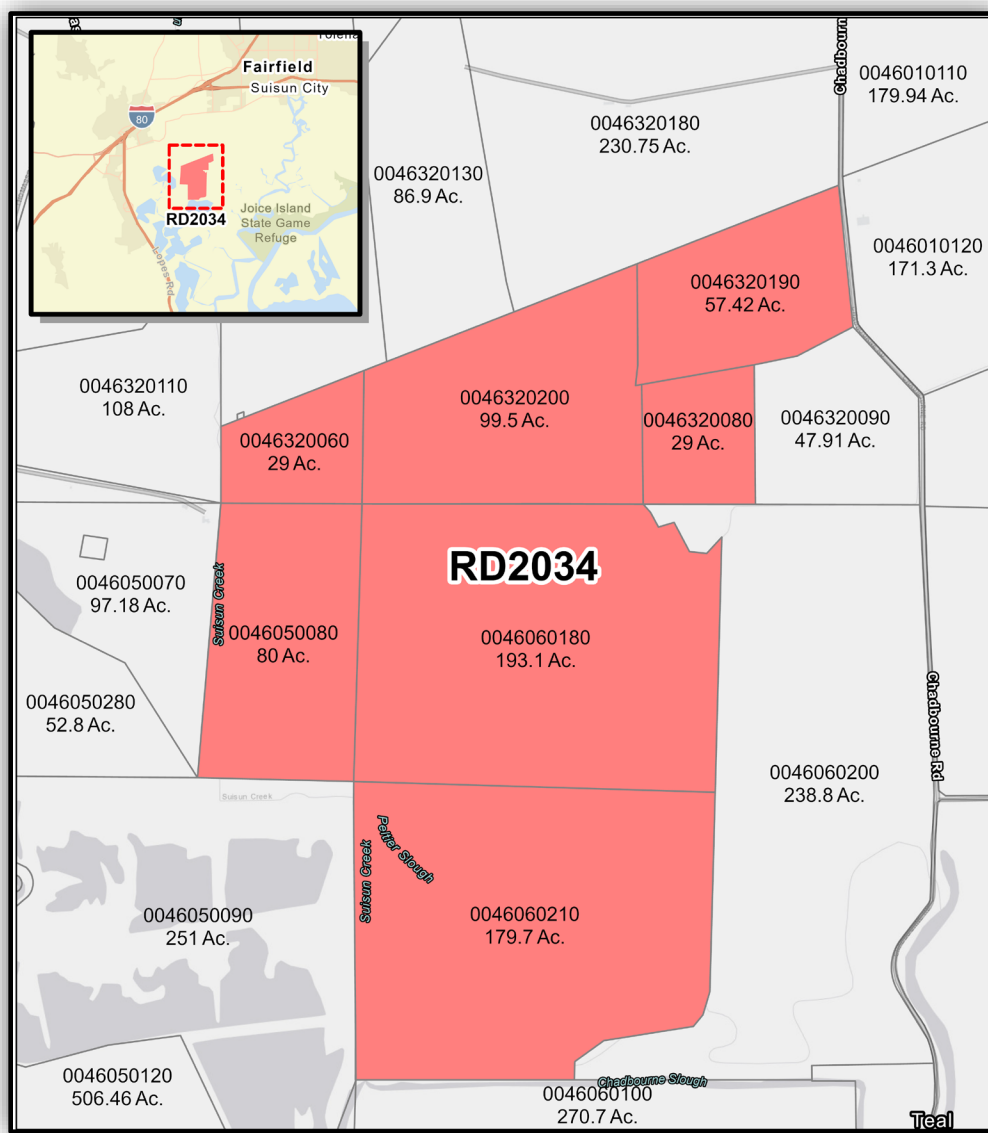 Fairfield
Suisun City
80
RD2034
Joice Island
State Game
Refuge
Lopes Rd
Chadbourn
0046010110
179.94 Ac.
0046320180
230.75 Ac.
0046320130
86.9 Ac.
0046010120
171.3 Ac.
0046320190
57.42 Ac.
0046320110
108 Ac.
0046320200
99.5 Ac.
0046320060
29 Ac.
0046320080
29 Ac.
0046320090
47.91 Ac.
RD2034
0046050070
97.18 Ac.
Suisun Creek
0046050080
80 Ac.
0046060180
193.1 Ac.
0046050280
52.8 Ac.
Chadbourne Rd
0046060200
238.8 Ac.
Suisun Creek
Peltier Slough
Suisun Creek
0046050090
251 Ac.
0046060210
179.7 Ac.
0046050120
506.46 Ac.
Chadbourne Slough
0046060100
270.7 Ac.
Teal